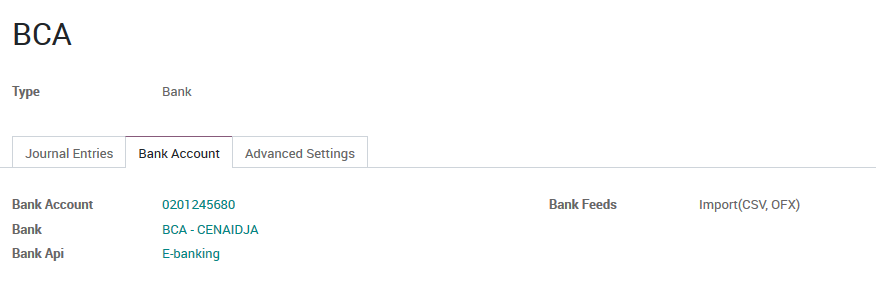 BCA
Type Bank
Journal Entries Bank Account Advanced Settings
Bank Account 0201245680 Bank Feeds Import(CSV, OFX)
Bank BCA - CENAIDJA
Bank Api E-banking